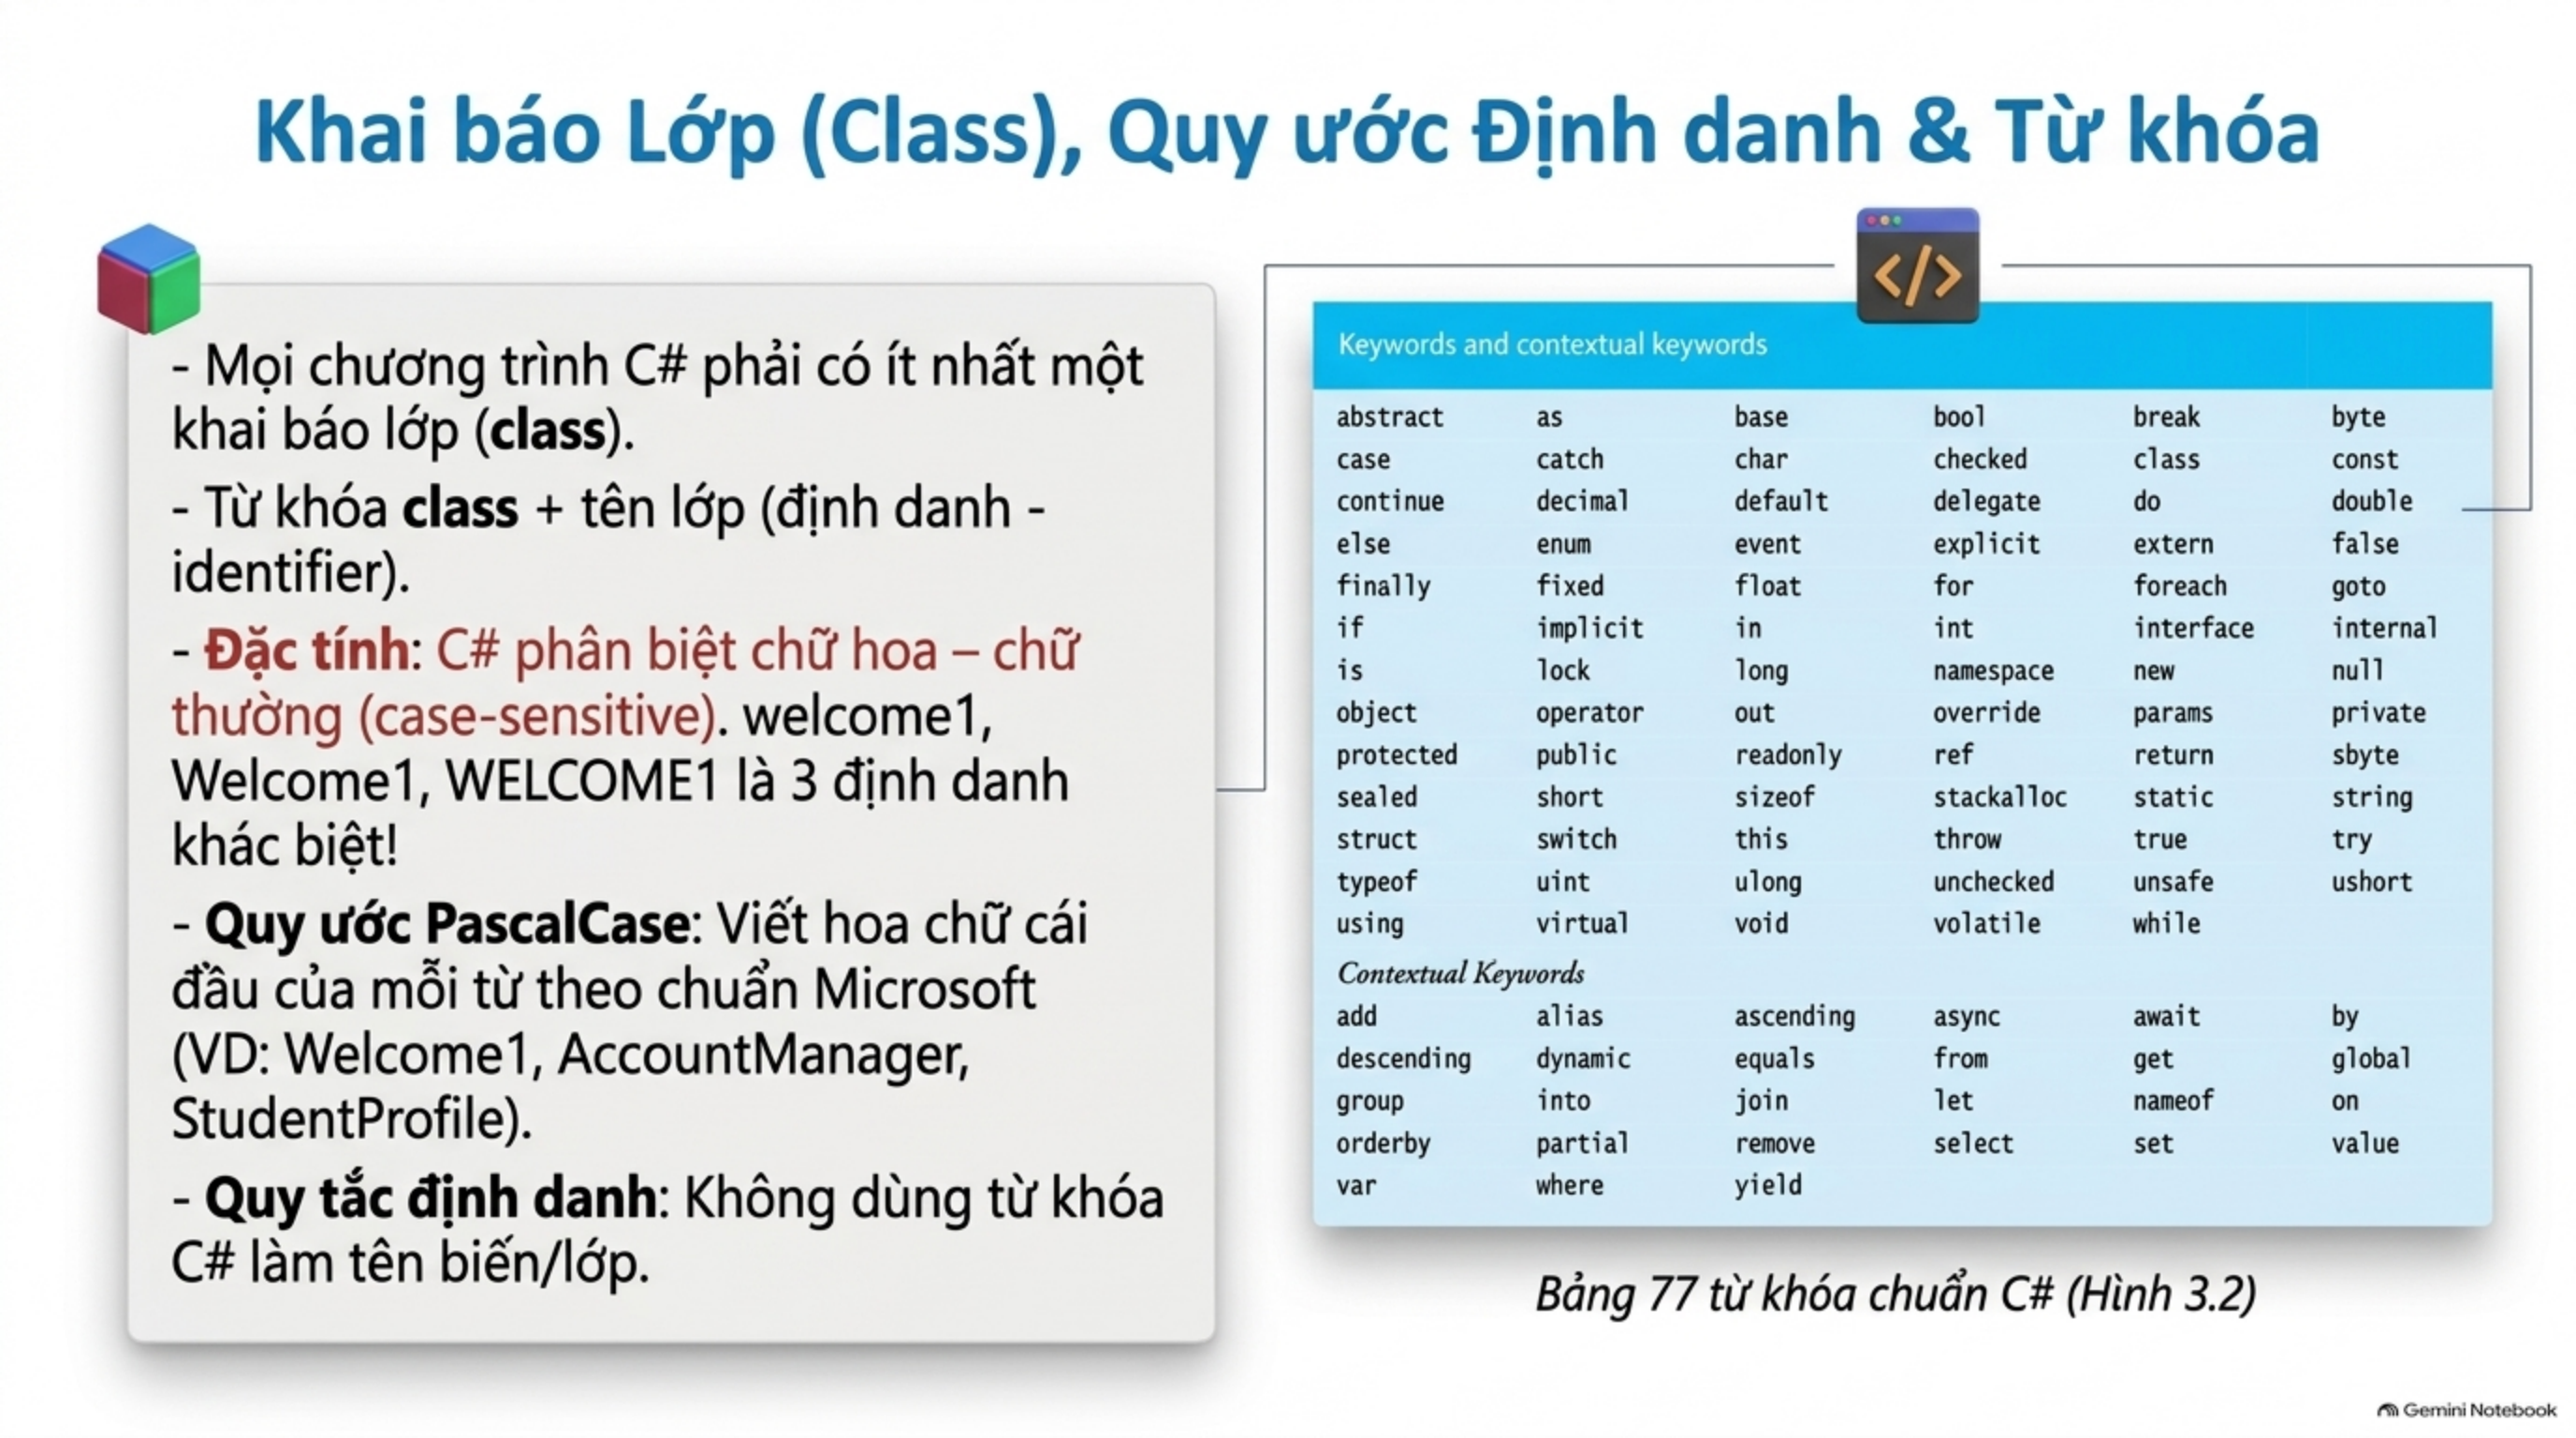 Khai báo Lớp (Class), Quy ước Định danh & Từ khóa
- Mọi chương trình C# phải có ít nhất một
khai báo lớp (class).
- Từ khóa class + tên lớp (định danh -
identifier).
- Đặc tính: C# phân biệt chữ hoa – chữ
thường (case-sensitive). welcome1,
Welcome1, WELCOME1 là 3 định danh
khác biệt!
- Quy ước PascalCase: Viết hoa chữ cái
đầu của mỗi từ theo chuẩn Microsoft
(VD: Welcome1, AccountManager,
StudentProfile).
- Quy tắc định danh: Không dùng từ khóa
C# làm tên biến/lớp.
</>
Keywords and contextual keywords
abstract as base bool break byte
case catch char checked class const
continue decimal default delegate do double
else enum event explicit extern false
finally fixed float for foreach goto
if implicit in int interface internal
is lock long namespace new null
object operator out override params private
protected public readonly ref return sbyte
sealed short sizeof stackalloc static string
struct switch this throw true try
typeof uint ulong unchecked unsafe ushort
using virtual void volatile while
Contextual Keywords
add alias ascending async await by
descending dynamic equals from get global
group into join let nameof on
orderby partial remove select set value
var where yield
Bảng 77 từ khóa chuẩn C# (Hình 3.2)
Gemini Notebook